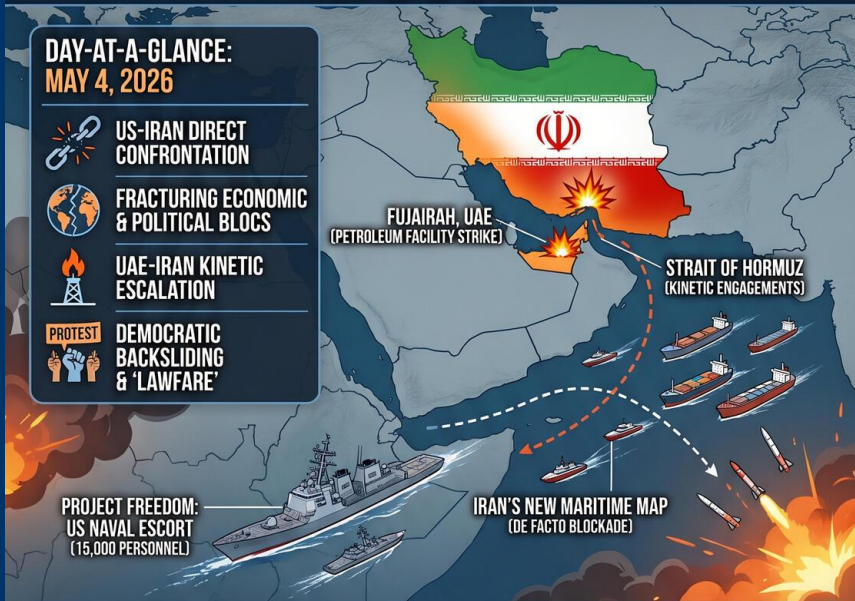 DAY-AT-A-GLANCE:
MAY 4, 2026
US-IRAN DIRECT
CONFRONTATION
FRACTURING ECONOMIC
& POLITICAL BLOCS
UAE-IRAN KINETIC
ESCALATION
PROTEST
DEMOCRATIC
BACKSLIDING
& 'LAWFARE'
FUJAIRAH, UAE
(PETROLEUM FACILITY STRIKE)
STRAIT OF HORMUZ
(KINETIC ENGAGEMENTS)
PROJECT FREEDOM:
US NAVAL ESCORT
(15,000 PERSONNEL)
IRAN'S NEW MARITIME MAP
(DE FACTO BLOCKADE)